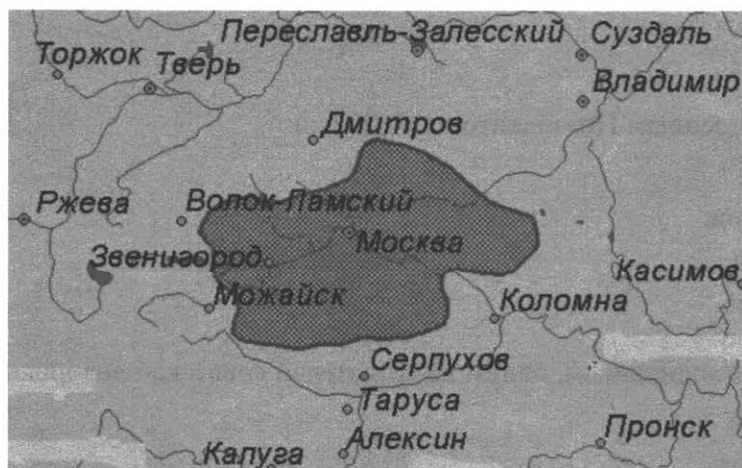 Переславль-Залесский
Суздаль
Торжок
Тверь
Владимир
Дмитров
Ржева
Волок-Ламский
Москва
Звенигород
Касимов
Можайск
Коломна
Серпухов
Таруса
Пронск
Алексин
Калуга